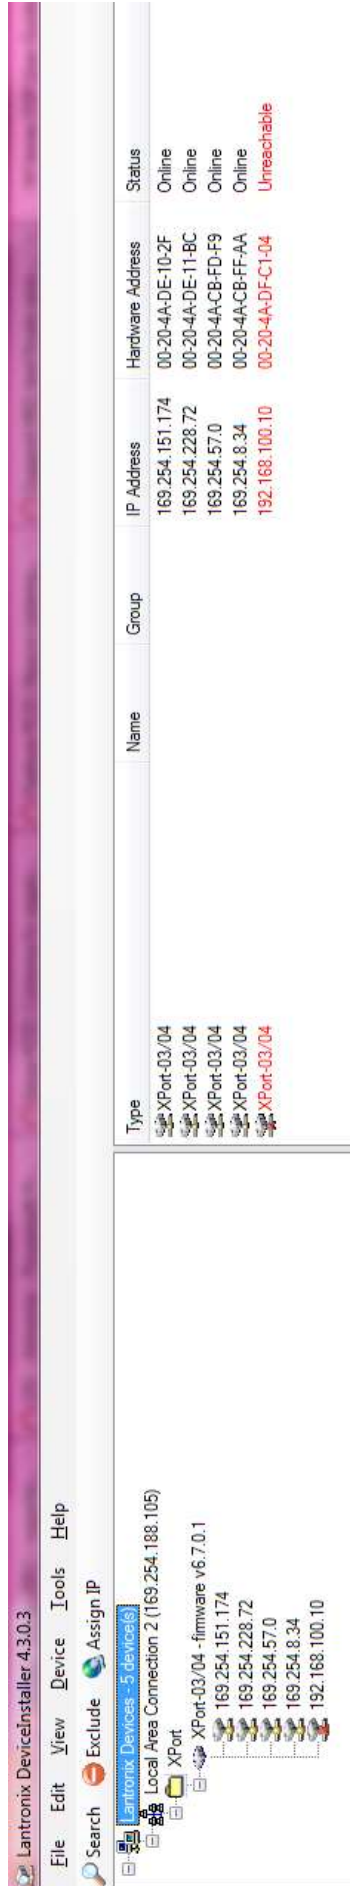 Lantronix DeviceInstaller 4.3.0.3
File Edit View Device Tools Help
Search Exclude Assign IP
Lantronix Devices - 5 device(s)
Local Area Connection 2 (169.254.188.105)
XPort
XPort-03/04 - firmware v6.7.0.1
169.254.151.174
169.254.228.72
169.254.57.0
169.254.8.34
192.168.100.10
Type Name Group IP Address Hardware Address Status
XPort-03/04 169.254.151.174 00-20-4A-DE-10-2F Online
XPort-03/04 169.254.228.72 00-20-4A-DE-11-BC Online
XPort-03/04 169.254.57.0 00-20-4A-CB-FD-F9 Online
XPort-03/04 169.254.8.34 00-20-4A-CB-FF-AA Online
XPort-03/04 192.168.100.10 00-20-4A-DF-C1-04 Unreachable